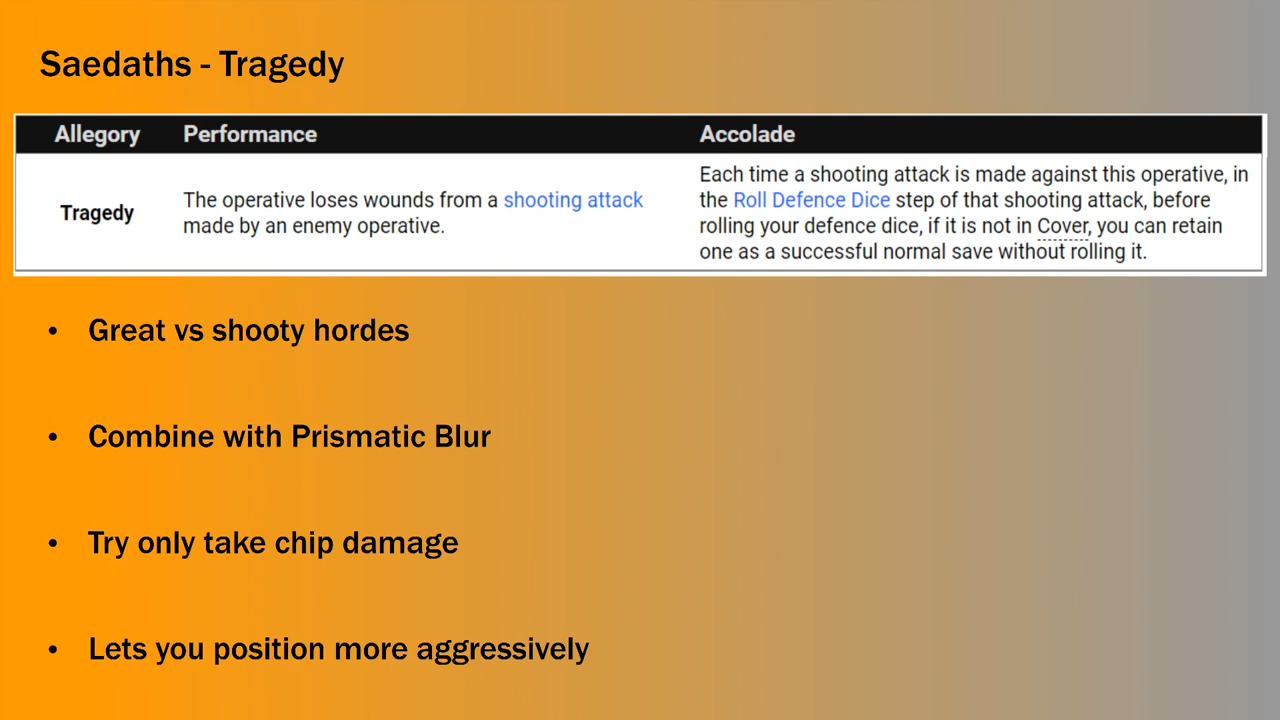 Saedaths - Tragedy
Allegory Performance Accolade
Tragedy
The operative loses wounds from a shooting attack
made by an enemy operative.
Each time a shooting attack is made against this operative, in
the Roll Defence Dice step of that shooting attack, before
rolling your defence dice, if it is not in Cover, you can retain
one as a successful normal save without rolling it.
• Great vs shooty hordes
• Combine with Prismatic Blur
• Try only take chip damage
• Lets you position more aggressively